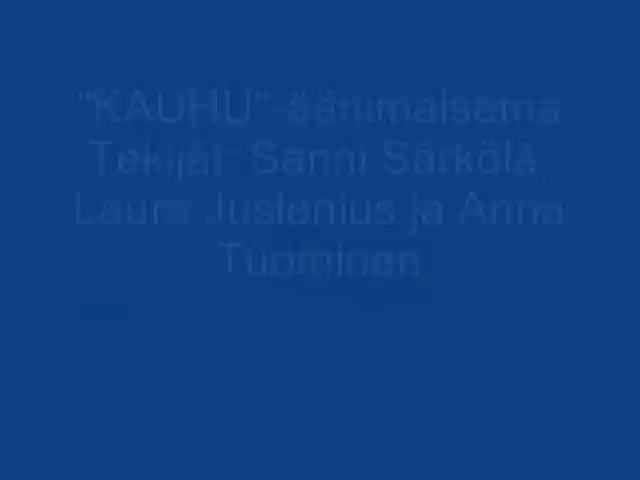 "KAUHU"-äänimaisema
Tekijät: Sanni Särkölä
Laura Juslenius ja Anna
Tuominen